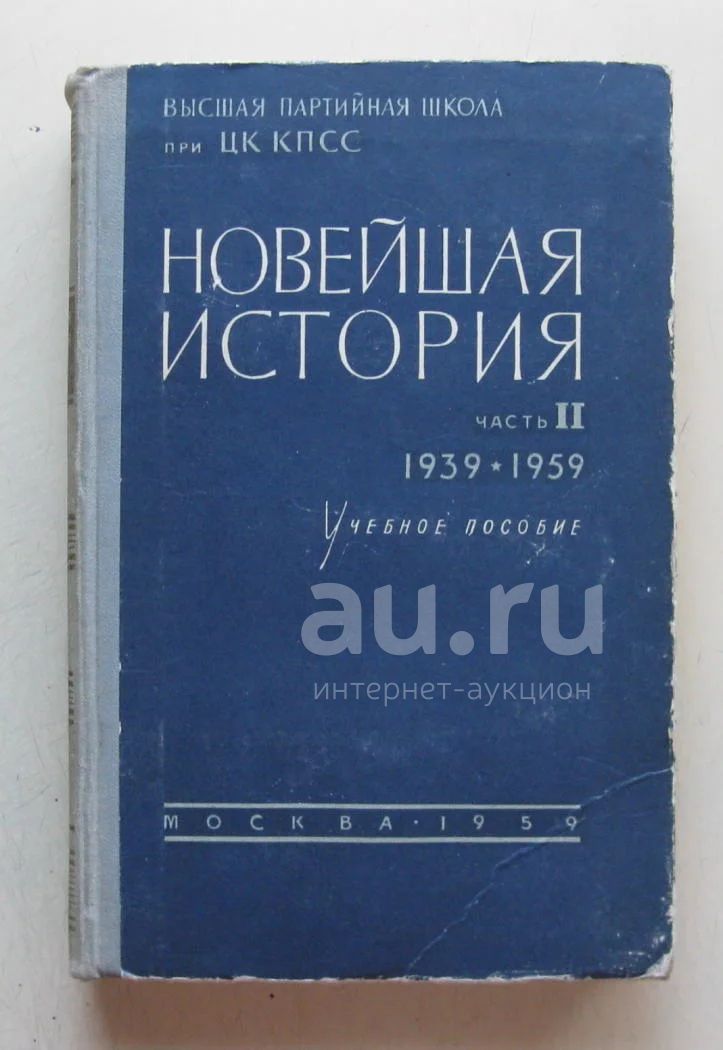 ВЫСШАЯ ПАРТИЙНАЯ ШКОЛА
ПРИ ЦК КПСС
НОВЕЙШАЯ
ИСТОРИЯ
ЧАСТЬ II
1939 ★ 1959
Учебное пособие
au.ru
интернет-аукцион
МОСКВА · 1959